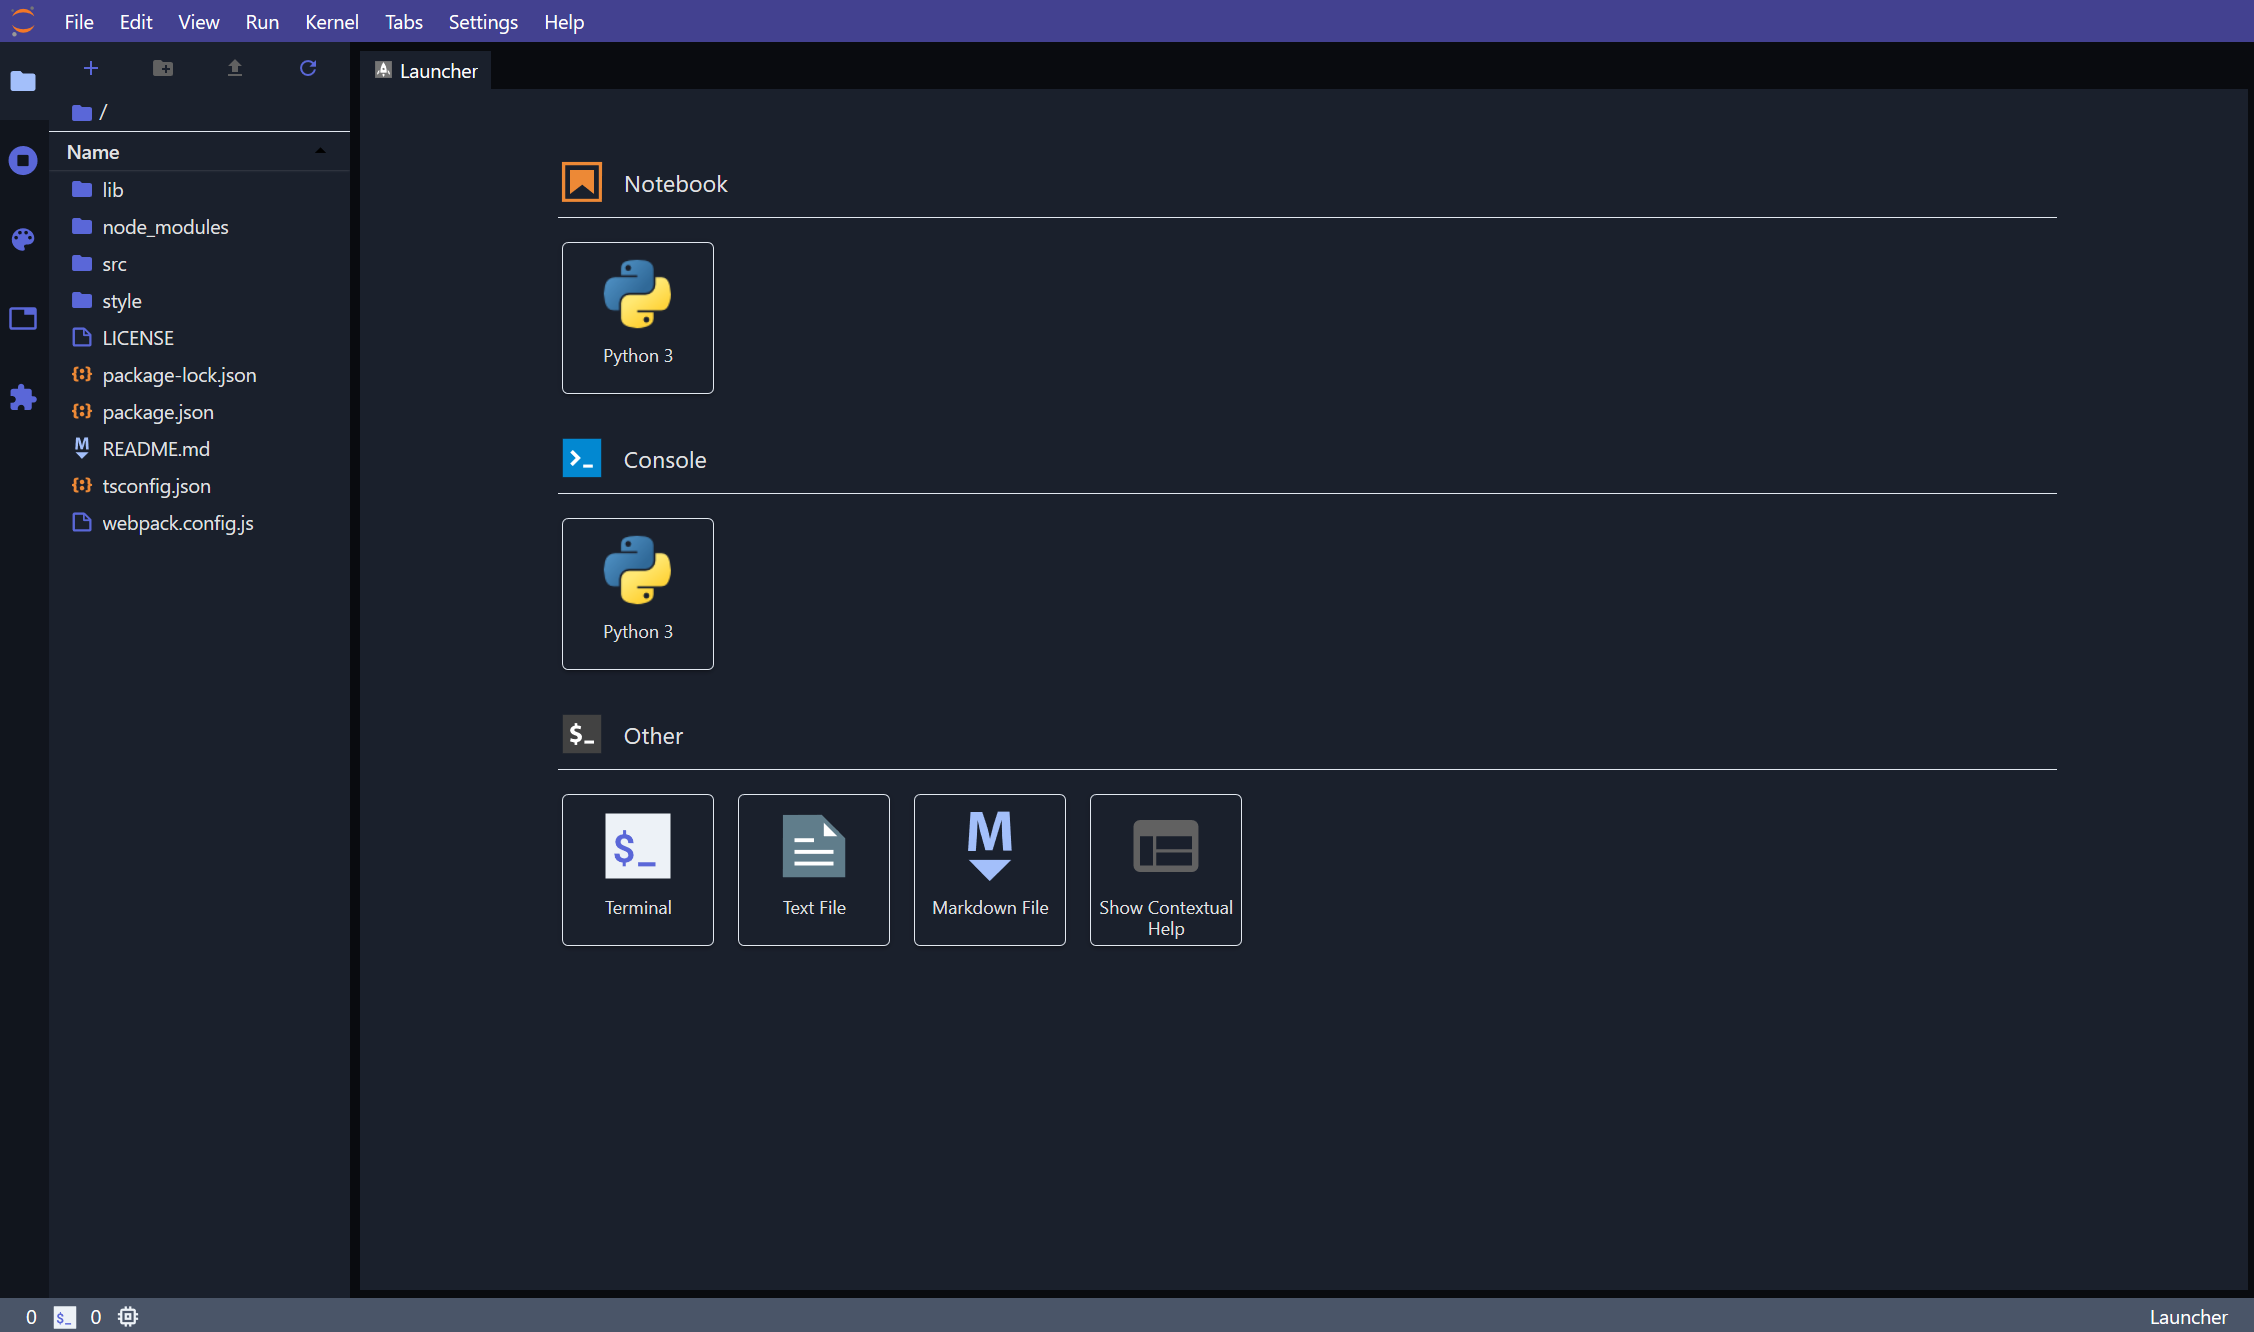 File Edit View Run Kernel Tabs Settings Help
/
Name
lib
node_modules
src
style
LICENSE
package-lock.json
package.json
README.md
tsconfig.json
webpack.config.js
Launcher
Notebook
Python 3
Console
Python 3
$_ Other
$_
Terminal
Text File
M
Markdown File
Show Contextual
Help
0 $_ 0
Launcher